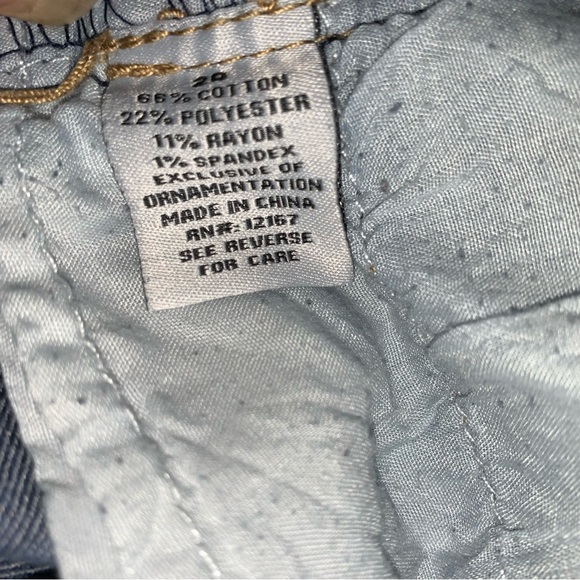 20
66% COTTON
22% POLYESTER
11% RAYON
1% SPANDEX
EXCLUSIVE OF
ORNAMENTATION
MADE IN CHINA
RN#: 12167
SEE REVERSE
FOR CARE